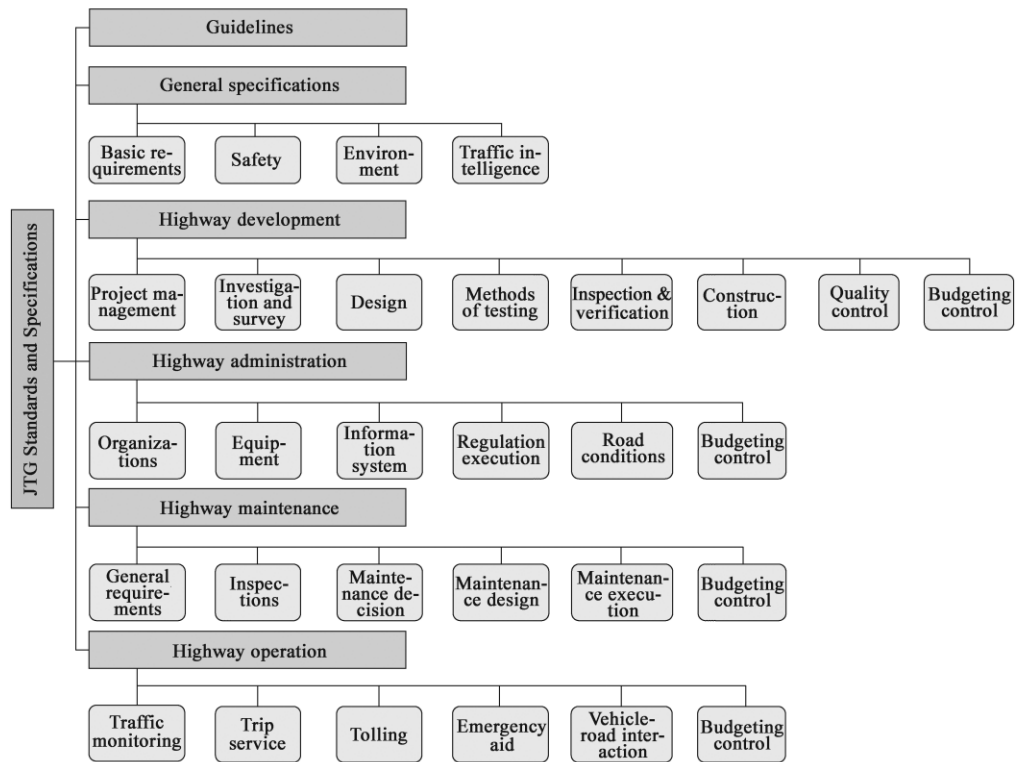 JTG Standards and Specifications
Guidelines
General specifications
Basic re-
quirements
Safety
Environ-
ment
Traffic in-
telligence
Highway development
Project ma-
nagement
Investiga-
tion and
survey
Design
Methods
of testing
Inspection &
verification
Construc-
tion
Quality
control
Budgeting
control
Highway administration
Organiza-
tions
Equip-
ment
Informa-
tion
system
Regulation
execution
Road
conditions
Budgeting
control
Highway maintenance
General
require-
ments
Inspec-
tions
Mainte-
nance de-
cision
Maintenan-
ce design
Maintenan-
ce execu-
tion
Budgeting
control
Highway operation
Traffic
monitoring
Trip
service
Tolling
Emergency
aid
Vehicle-
road inter-
action
Budgeting
control